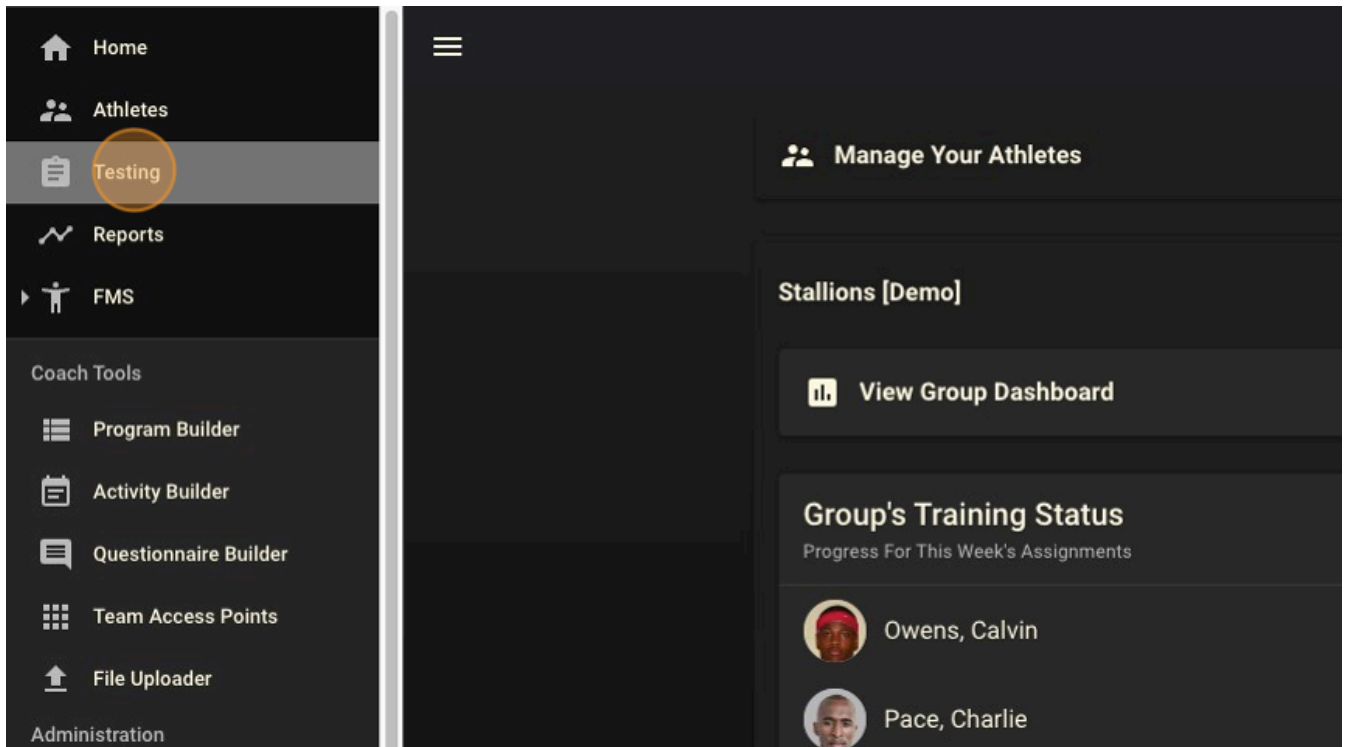 Home
Athletes
Testing
Reports
FMS
Coach Tools
Program Builder
Activity Builder
Questionnaire Builder
Team Access Points
File Uploader
Administration
Manage Your Athletes
Stallions [Demo]
View Group Dashboard
Group's Training Status
Progress For This Week's Assignments
Owens, Calvin
Pace, Charlie